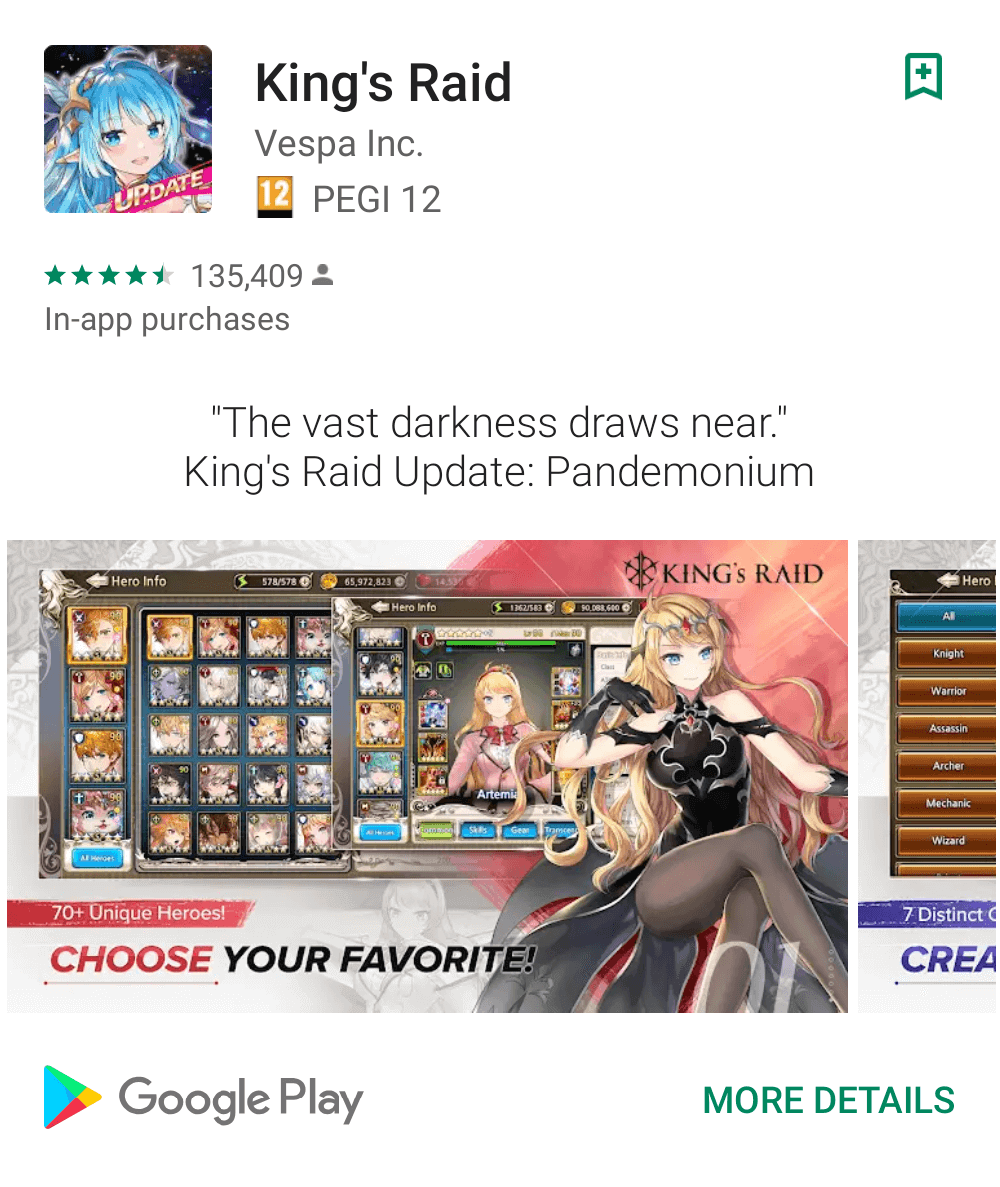 King's Raid
Vespa Inc.
UPDATE
12 PEGI 12
135,409
In-app purchases
"The vast darkness draws near."
King's Raid Update: Pandemonium
KING's RAID
Hero Info
578/578
65,972,823
Hero Info
1362/583
90,088,600
Artemia
All Heroes
All Heroes
Skills
Gear
Transcend
70+ Unique Heroes!
CHOOSE YOUR FAVORITE!
01
Hero I
All
Knight
Warrior
Assassin
Archer
Mechanic
Wizard
7 Distinct C
CREA
Google Play
MORE DETAILS